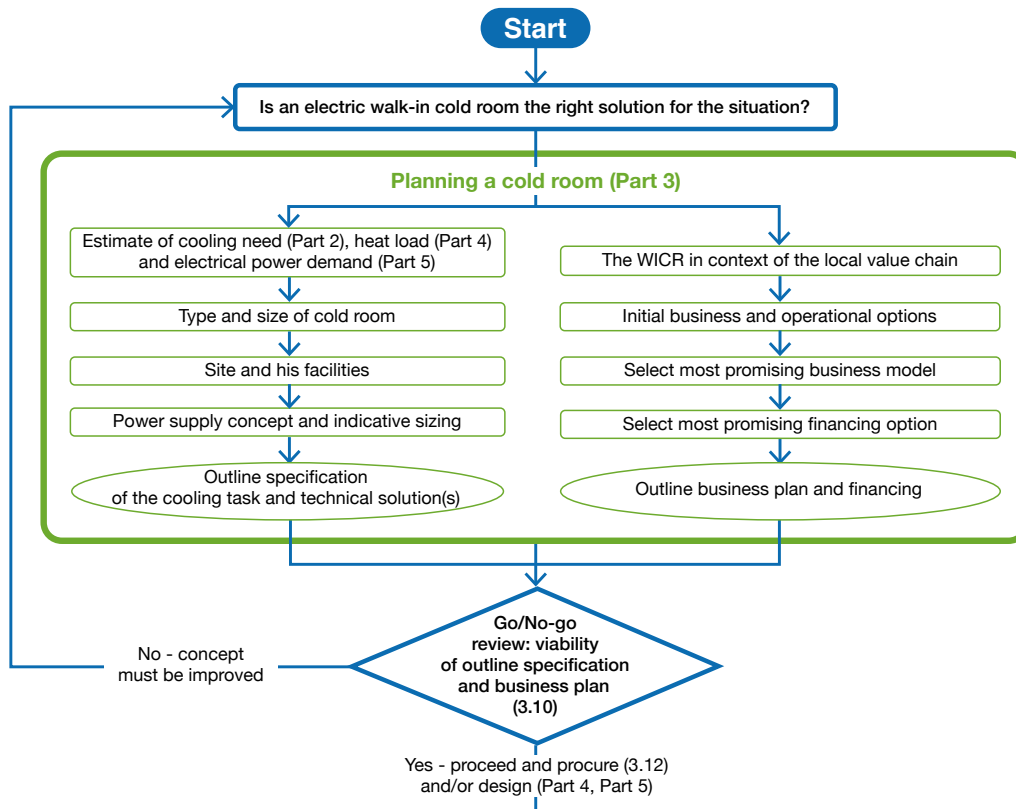 Start
Is an electric walk-in cold room the right solution for the situation?
Planning a cold room (Part 3)
Estimate of cooling need (Part 2), heat load (Part 4)
and electrical power demand (Part 5)
Type and size of cold room
Site and his facilities
Power supply concept and indicative sizing
Outline specification
of the cooling task and technical solution(s)
The WICR in context of the local value chain
Initial business and operational options
Select most promising business model
Select most promising financing option
Outline business plan and financing
Go/No-go
review: viability
of outline specification
and business plan
(3.10)
No - concept
must be improved
Yes - proceed and procure (3.12)
and/or design (Part 4, Part 5)